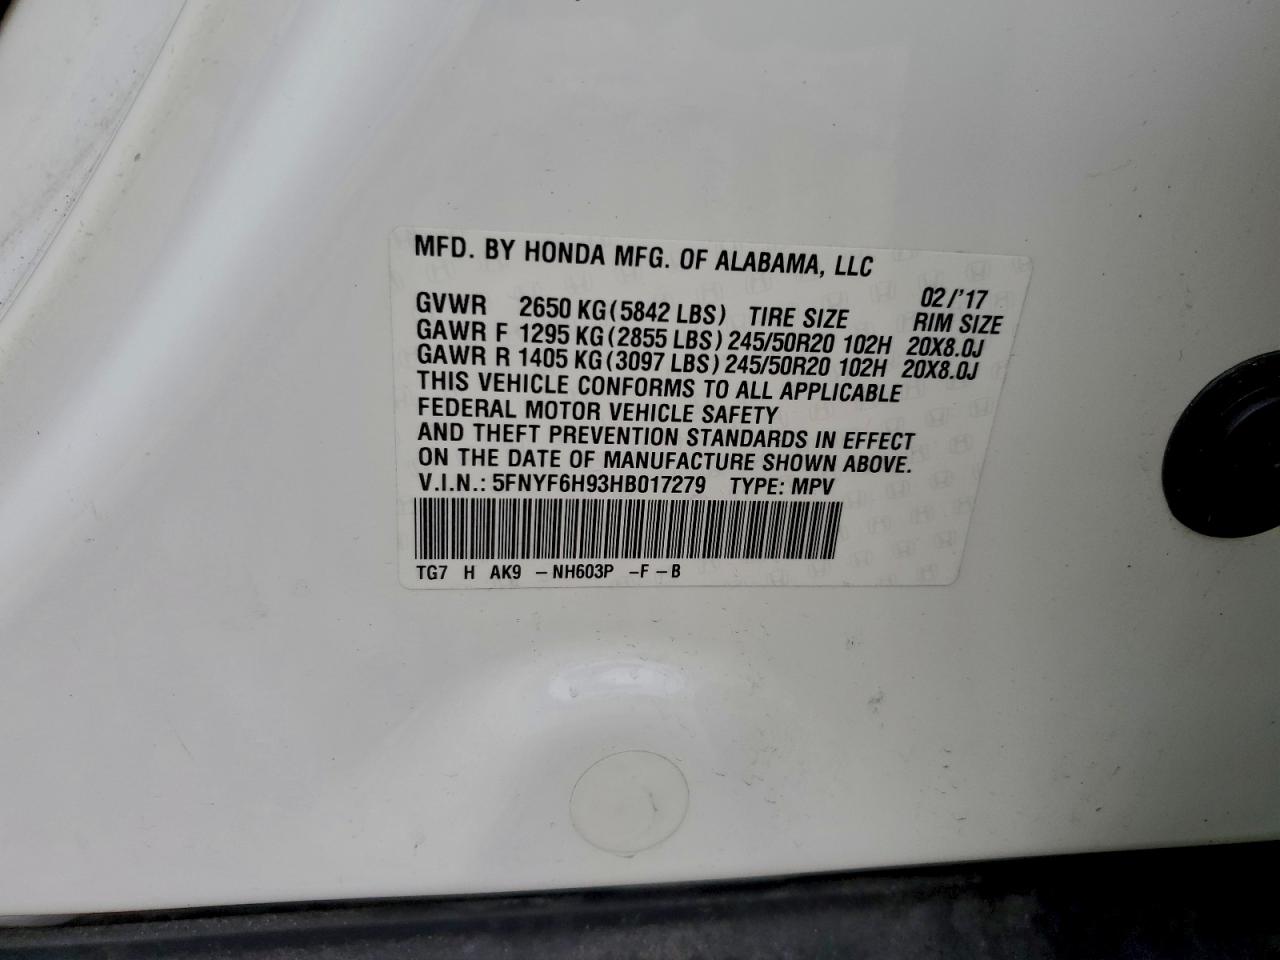 MFD. BY HONDA MFG. OF ALABAMA, LLC
02/'17
GVWR 2650 KG(5842 LBS) TIRE SIZE RIM SIZE
GAWR F 1295 KG(2855 LBS) 245/50R20 102H 20X8.0J
GAWR R 1405 KG(3097 LBS) 245/50R20 102H 20X8.0J
THIS VEHICLE CONFORMS TO ALL APPLICABLE
FEDERAL MOTOR VEHICLE SAFETY
AND THEFT PREVENTION STANDARDS IN EFFECT
ON THE DATE OF MANUFACTURE SHOWN ABOVE.
V.I.N.: 5FNYF6H93HB017279 TYPE: MPV
TG7 H AK9 -NH603P -F -B